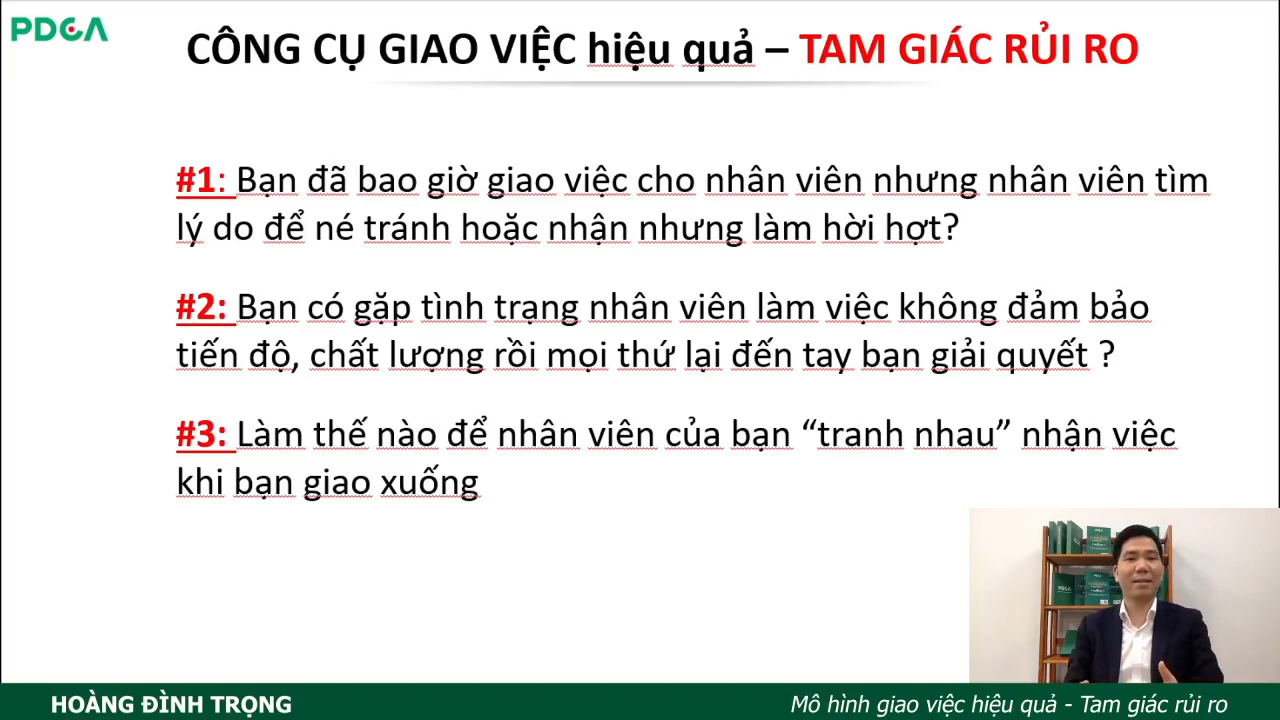 PDCA
CÔNG CỤ GIAO VIỆC hiệu quả – TAM GIÁC RỦI RO
#1: Bạn đã bao giờ giao việc cho nhân viên nhưng nhân viên tìm
lý do để né tránh hoặc nhận nhưng làm hời hợt?
#2: Bạn có gặp tình trạng nhân viên làm việc không đảm bảo
tiến độ, chất lượng rồi mọi thứ lại đến tay bạn giải quyết ?
#3: Làm thế nào để nhân viên của bạn “tranh nhau” nhận việc
khi bạn giao xuống
PDCA
HOÀNG ĐÌNH TRỌNG
Mô hình giao việc hiệu quả - Tam giác rủi ro